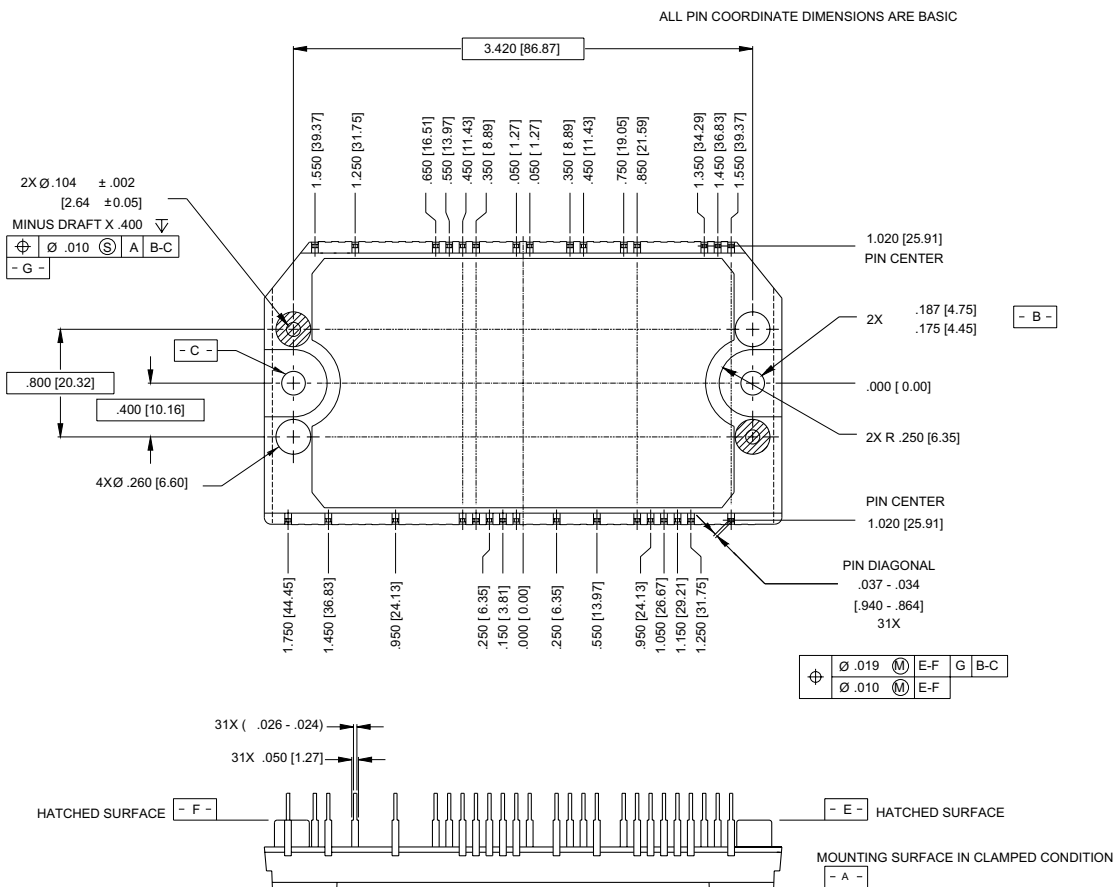 ALL PIN COORDINATE DIMENSIONS ARE BASIC
3.420 [86.87]
1.550 [39.37]
1.250 [31.75]
.650 [16.51]
.550 [13.97]
.450 [11.43]
.350 [ 8.89]
.050 [ 1.27]
.050 [ 1.27]
.350 [ 8.89]
.450 [11.43]
.750 [19.05]
.850 [21.59]
1.350 [34.29]
1.450 [36.83]
1.550 [39.37]
2X Ø .104 ± .002
[2.64 ± 0.05]
MINUS DRAFT X .400
Ø .010 Ⓢ A B-C
- G -
1.020 [25.91]
PIN CENTER
2X .187 [4.75]
.175 [4.45]
- B -
- C -
.800 [20.32]
.400 [10.16]
.000 [ 0.00]
2X R .250 [6.35]
4XØ .260 [6.60]
PIN CENTER
1.020 [25.91]
PIN DIAGONAL
.037 - .034
[.940 - .864]
31X
1.750 [44.45]
1.450 [36.83]
.950 [24.13]
.250 [ 6.35]
.150 [ 3.81]
.000 [ 0.00]
.250 [ 6.35]
.550 [13.97]
.950 [24.13]
1.050 [26.67]
1.150 [29.21]
1.250 [31.75]
Ø .019 Ⓜ E-F G B-C
Ø .010 Ⓜ E-F
31X ( .026 - .024)
31X .050 [1.27]
HATCHED SURFACE - F -
- E - HATCHED SURFACE
MOUNTING SURFACE IN CLAMPED CONDITION
- A -